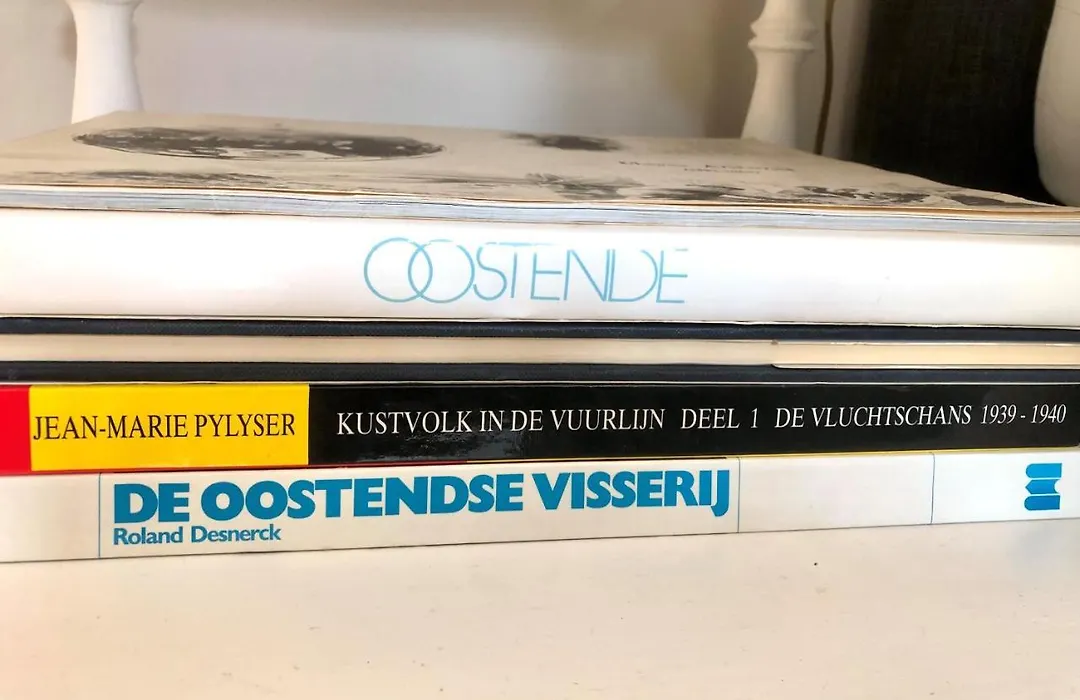 OOSTENDE
JEAN-MARIE PYLYSER KUSTVOLK IN DE VUURLIJN DEEL 1 DE VLUCHTSCHANS 1939 - 1940
DE OOSTENDSE VISSERIJ
Roland Desnerck